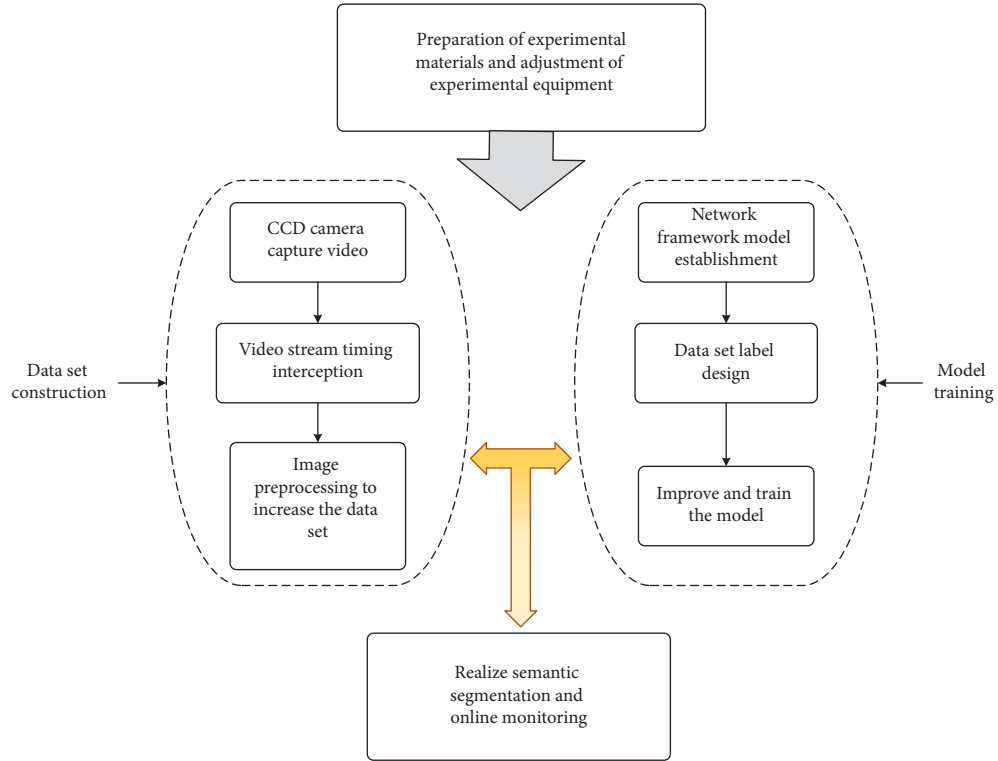 Preparation of experimental
materials and adjustment of
experimental equipment
CCD camera
capture video
Video stream timing
interception
Image
preprocessing to
increase the data
set
Data set
construction
Network
framework model
establishment
Data set label
design
Improve and train
the model
Model
training
Realize semantic
segmentation and
online monitoring